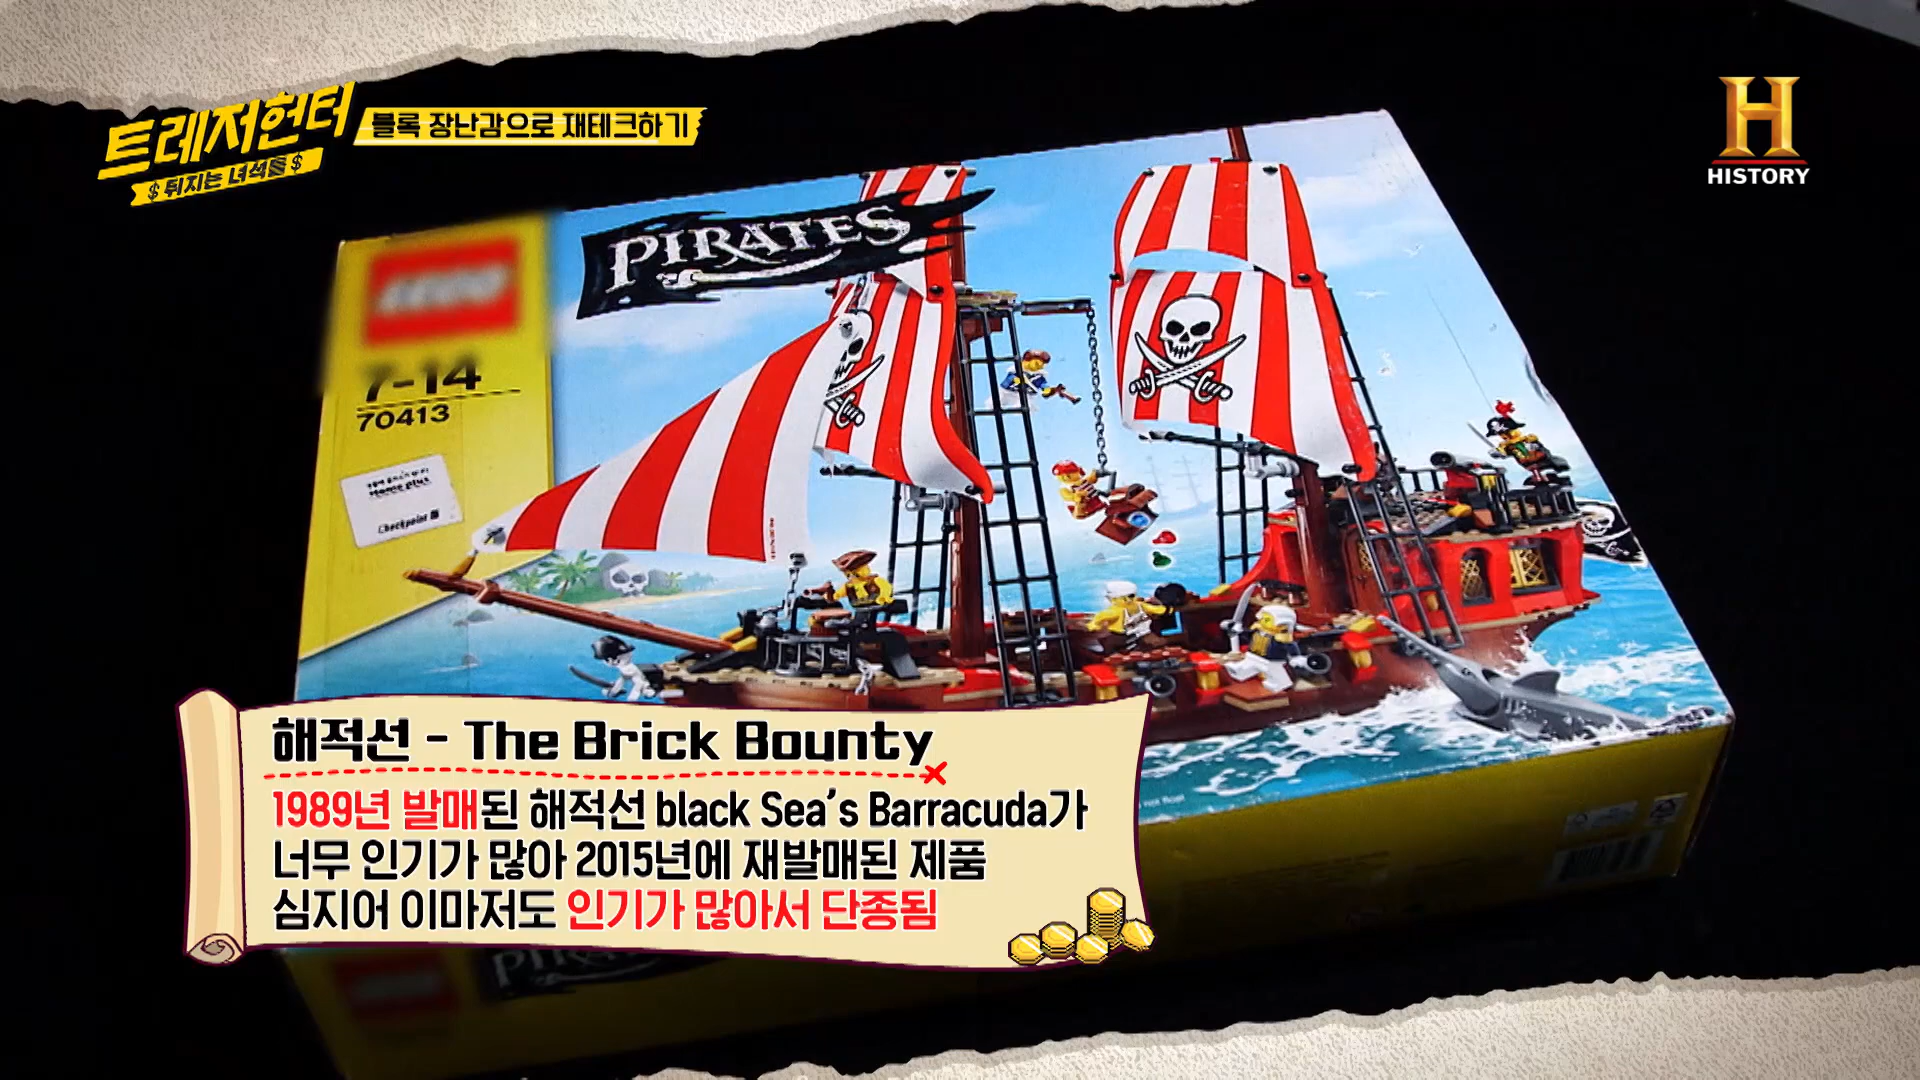 트레저헌터
$ 뒤지는 녀석들 $
블록 장난감으로 재테크하기
H
HISTORY
PIRATES
7-14
70413
Home plus
Checkpoint
해적선 - The Brick Bounty
1989년 발매된 해적선 black Sea's Barracuda가
너무 인기가 많아 2015년에 재발매된 제품
심지어 이마저도 인기가 많아서 단종됨
PIRATES